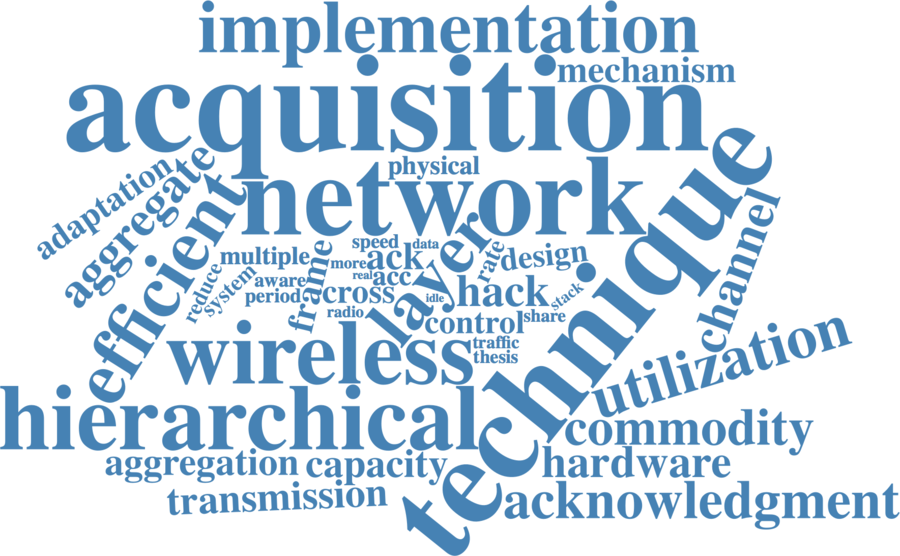 implementation
mechanism
acquisition
physical
adaptation
aggregate
efficient
network
technique
channel
speed
data
multiple
more
ack
rate
design
reduce
system
aware
period
frame
real
acc
cross
idle
layer
hack
stack
radio
control
share
wireless
traffic
thesis
utilization
hierarchical
commodity
aggregation
capacity
hardware
transmission
acknowledgment